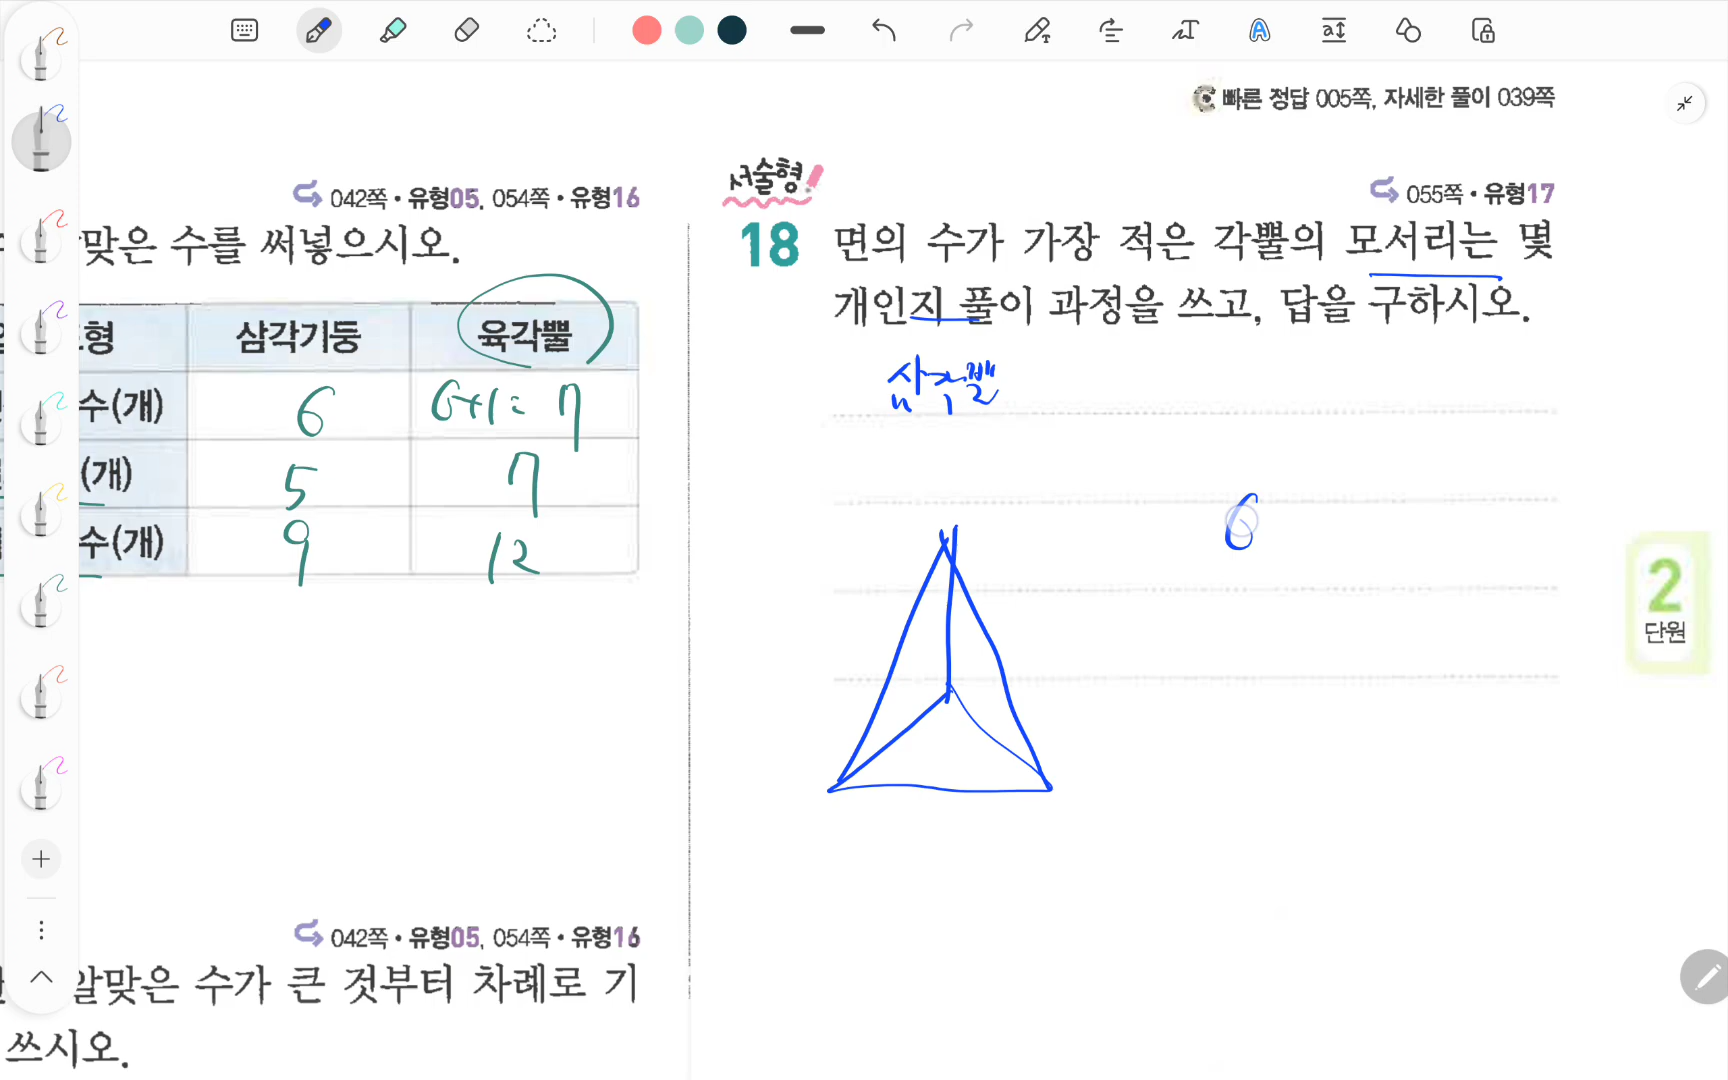 빠른 정답 005쪽, 자세한 풀이 039쪽
042쪽 • 유형05, 054쪽 • 유형16
맞은 수를 써넣으시오.
형 삼각기둥 육각뿔
수(개) 6 6+1= 7
(개) 5 7
수(개) 9 12
042쪽 • 유형05, 054쪽 • 유형16
알맞은 수가 큰 것부터 차례로 기
쓰시오.
서술형!
055쪽 • 유형17
18 면의 수가 가장 적은 각뿔의 모서리는 몇
개인지 풀이 과정을 쓰고, 답을 구하시오.
삼각뿔
6
2
단원